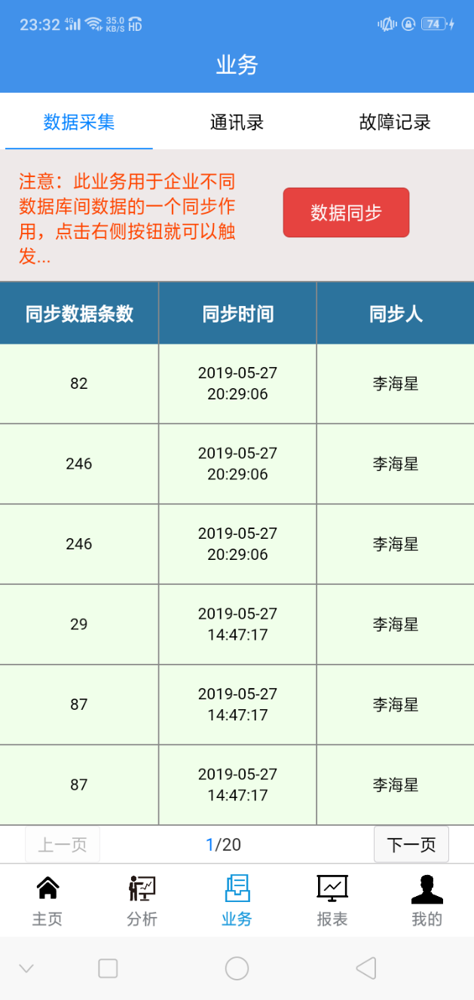 23:32 4G 35.0 KB/S HD 74
业务
数据采集 通讯录 故障记录
注意：此业务用于企业不同
数据库间数据的一个同步作
用，点击右侧按钮就可以触
发...
数据同步
同步数据条数 同步时间 同步人
82 2019-05-27 20:29:06 李海星
246 2019-05-27 20:29:06 李海星
246 2019-05-27 20:29:06 李海星
29 2019-05-27 14:47:17 李海星
87 2019-05-27 14:47:17 李海星
87 2019-05-27 14:47:17 李海星
上一页 1/20 下一页
主页 分析 业务 报表 我的